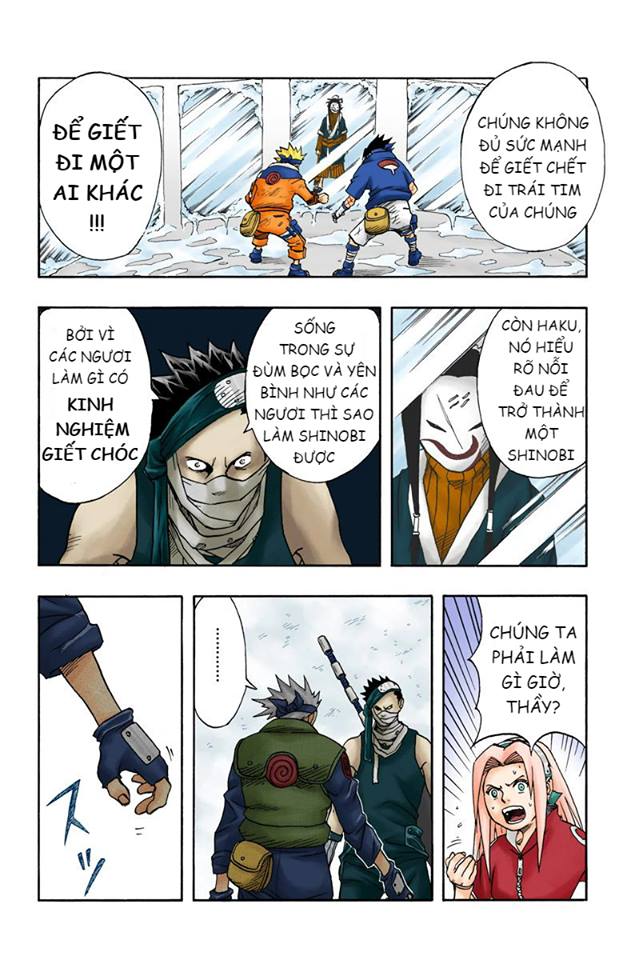 CHÚNG KHÔNG
ĐỦ SỨC MẠNH
ĐỂ GIẾT CHẾT
ĐI TRÁI TIM
CỦA CHÚNG
ĐỂ GIẾT
ĐI MỘT
AI KHÁC
!!!
CÒN HAKU,
NÓ HIỂU
RÕ NỖI
ĐAU ĐỂ
TRỞ THÀNH
MỘT
SHINOBI
SỐNG
TRONG SỰ
ĐÙM BỌC VÀ YÊN
BÌNH NHƯ CÁC
NGƯƠI THÌ SAO
LÀM SHINOBI
ĐƯỢC
BỞI VÌ
CÁC NGƯƠI
LÀM GÌ CÓ
KINH
NGHIỆM
GIẾT CHÓC
CHÚNG TA
PHẢI LÀM
GÌ GIỜ,
THẦY?
.........
スッ